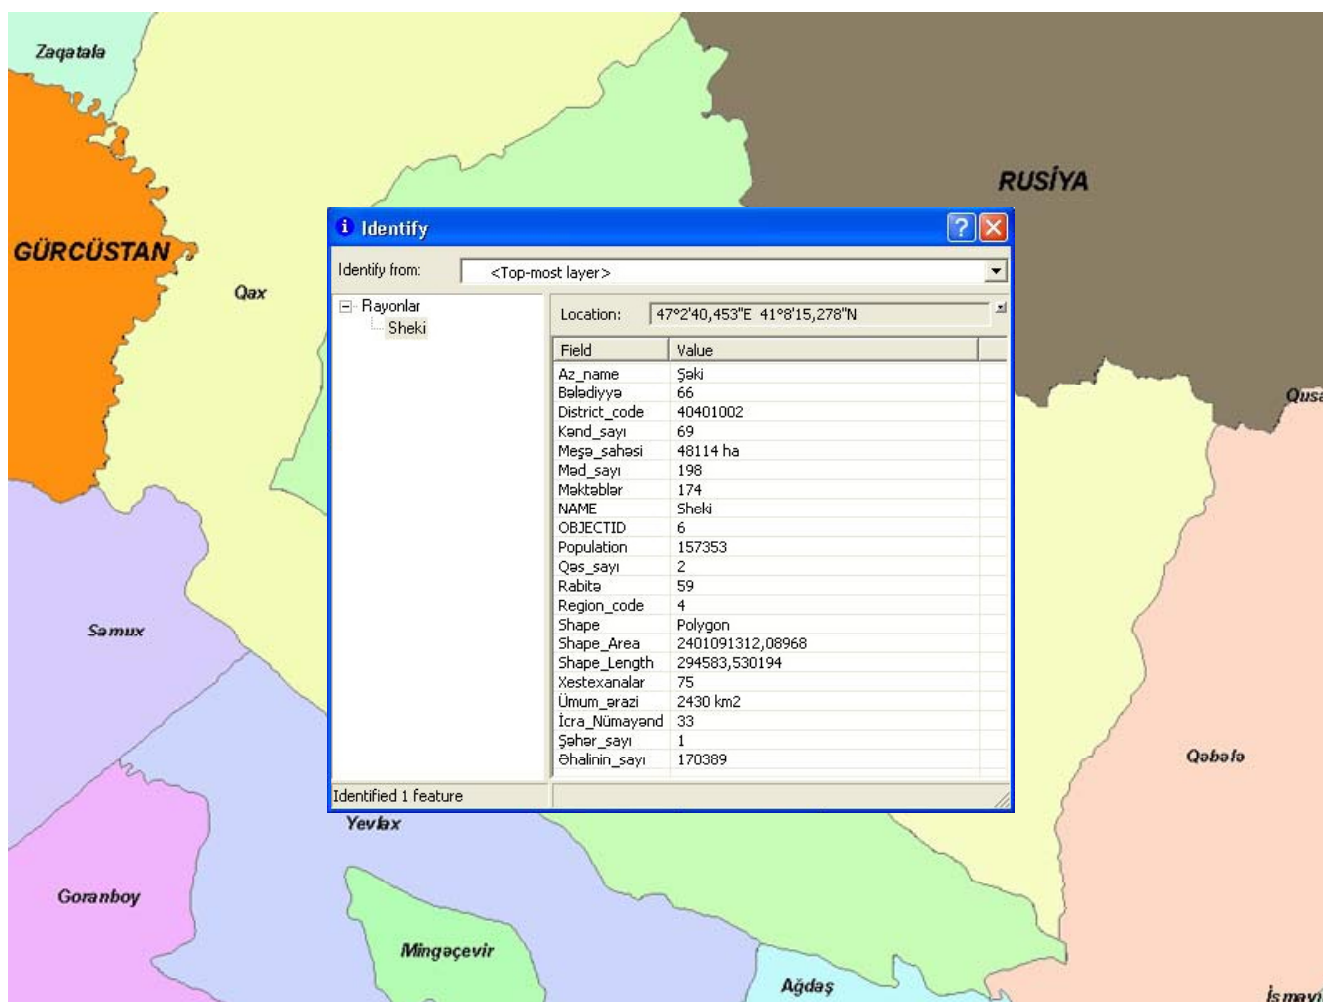 Zaqatala
RUSİYA
GÜRCÜSTAN
Qax
Identify
Identify from:
<Top-most layer>
Rayonlar
Sheki
Location:
47°2'40,453"E 41°8'15,278"N
Field Value
Az_name Şəki
Bələdiyyə 66
District_code 40401002
Kənd_sayı 69
Meşə_sahəsi 48114 ha
Məd_sayı 198
Məktəblər 174
NAME Sheki
OBJECTID 6
Population 157353
Qəs_sayı 2
Rabitə 59
Region_code 4
Shape Polygon
Shape_Area 2401091312,08968
Shape_Length 294583,530194
Xestexanalar 75
Ümum_ərazi 2430 km2
İcra_Nümayənd 33
Şəhər_sayı 1
Əhalinin_sayı 170389
Identified 1 feature
Qusa
Samux
Qəbələ
Yevlax
Goranboy
Mingəçevir
Ağdaş
İsmayı